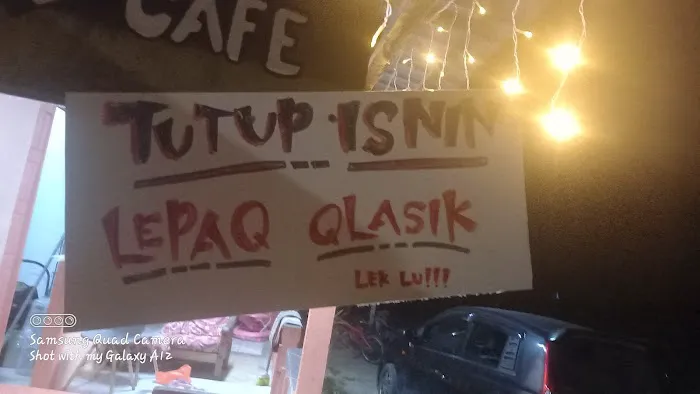 CAFE
TUTUP ISNIN
LEPAQ QLASIK
LEK LU!!!
Samsung Quad Camera
Shot with my Galaxy A12